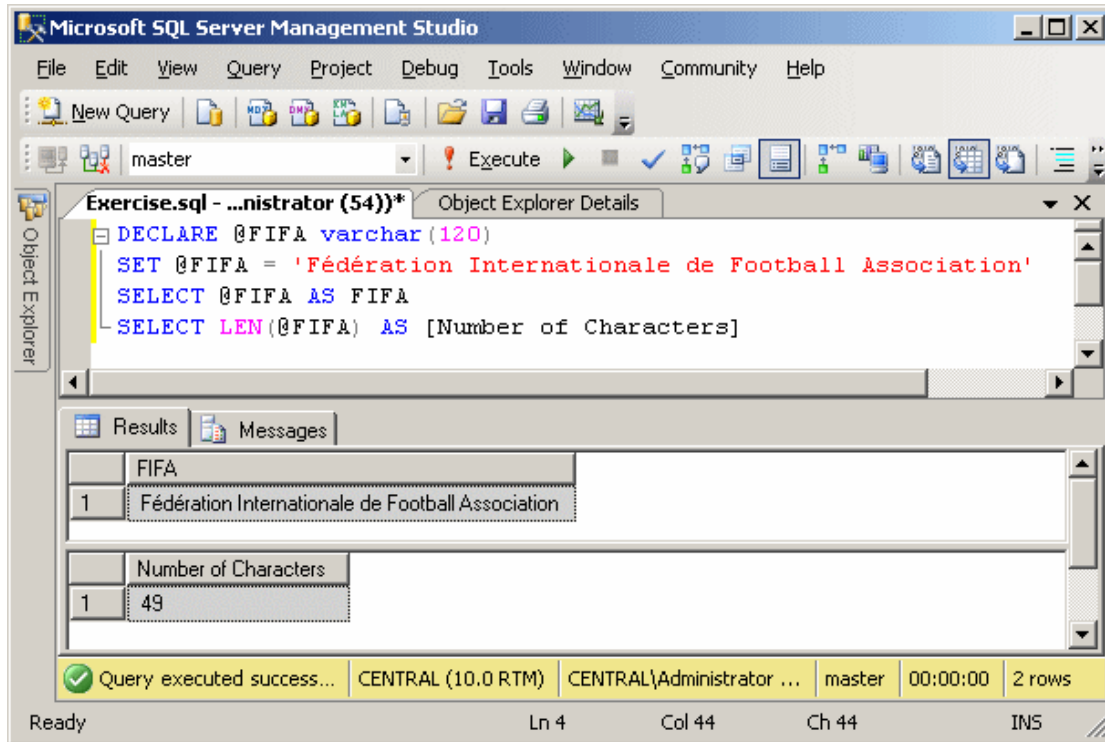 Microsoft SQL Server Management Studio
File Edit View Query Project Debug Tools Window Community Help
New Query
master Execute
Exercise.sql - ...nistrator (54))* Object Explorer Details
Object Explorer
DECLARE @FIFA varchar(120)
SET @FIFA = 'Fédération Internationale de Football Association'
SELECT @FIFA AS FIFA
SELECT LEN(@FIFA) AS [Number of Characters]
Results Messages
FIFA
1 Fédération Internationale de Football Association
Number of Characters
1 49
Query executed success... CENTRAL (10.0 RTM) CENTRAL\Administrator ... master 00:00:00 2 rows
Ready Ln 4 Col 44 Ch 44 INS